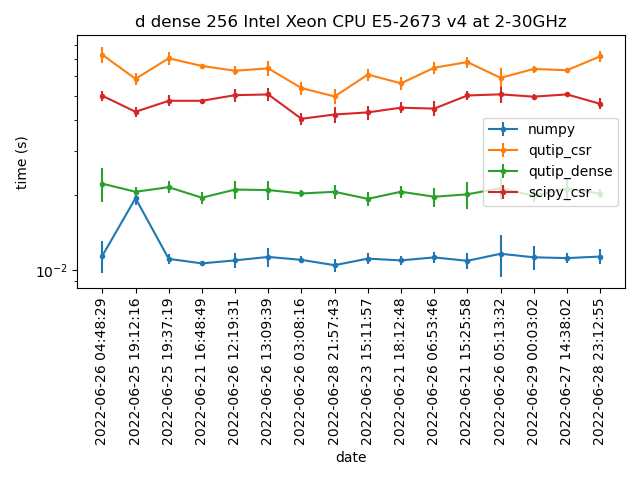 d dense 256 Intel Xeon CPU E5-2673 v4 at 2-30GHz
time (s)
10⁻²
numpy
qutip_csr
qutip_dense
scipy_csr
2022-06-26 04:48:29
2022-06-25 19:12:16
2022-06-25 19:37:19
2022-06-21 16:48:49
2022-06-26 12:19:31
2022-06-26 13:09:39
2022-06-26 03:08:16
2022-06-28 21:57:43
2022-06-23 15:11:57
2022-06-21 18:12:48
2022-06-26 06:53:46
2022-06-21 15:25:58
2022-06-26 05:13:32
2022-06-29 00:03:02
2022-06-27 14:38:02
2022-06-28 23:12:55
date